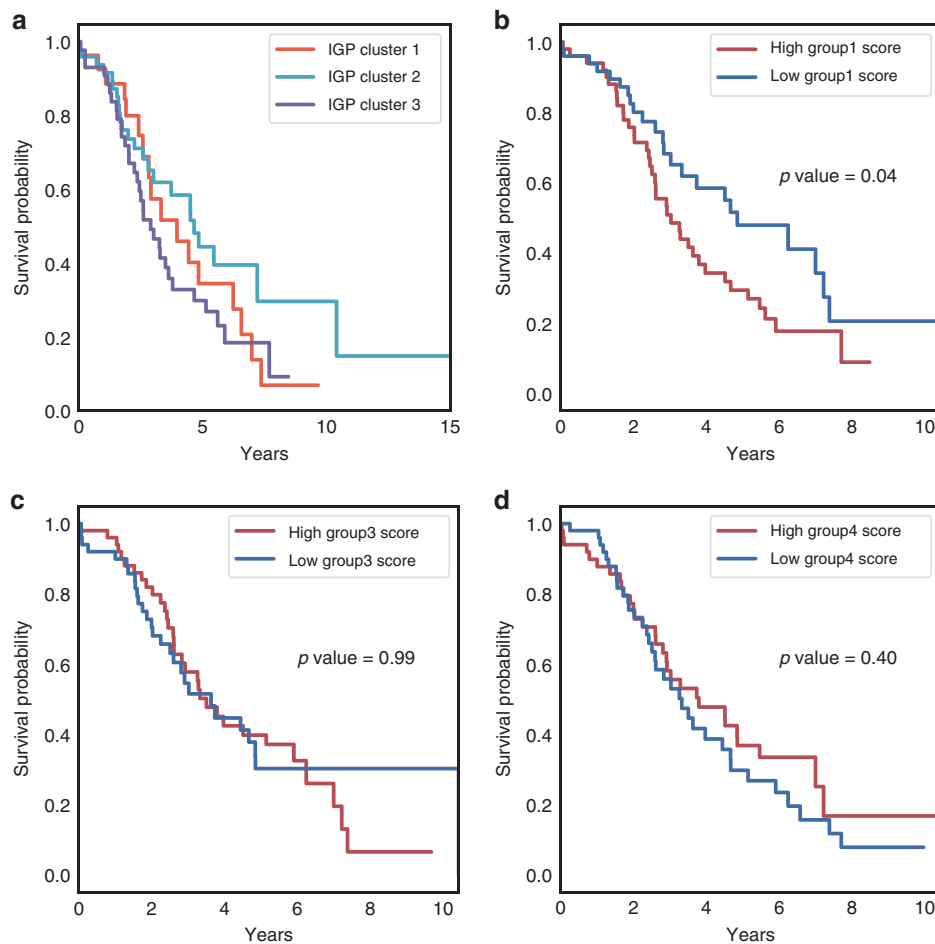 a
IGP cluster 1
IGP cluster 2
IGP cluster 3
1.0
0.8
0.6
0.4
0.2
0.0
Survival probability
0 5 10 15
Years
b
High group1 score
Low group1 score
p value = 0.04
1.0
0.8
0.6
0.4
0.2
0.0
Survival probability
0 2 4 6 8 10
Years
c
High group3 score
Low group3 score
p value = 0.99
1.0
0.8
0.6
0.4
0.2
0.0
Survival probability
0 2 4 6 8 10
Years
d
High group4 score
Low group4 score
p value = 0.40
1.0
0.8
0.6
0.4
0.2
0.0
Survival probability
0 2 4 6 8 10
Years